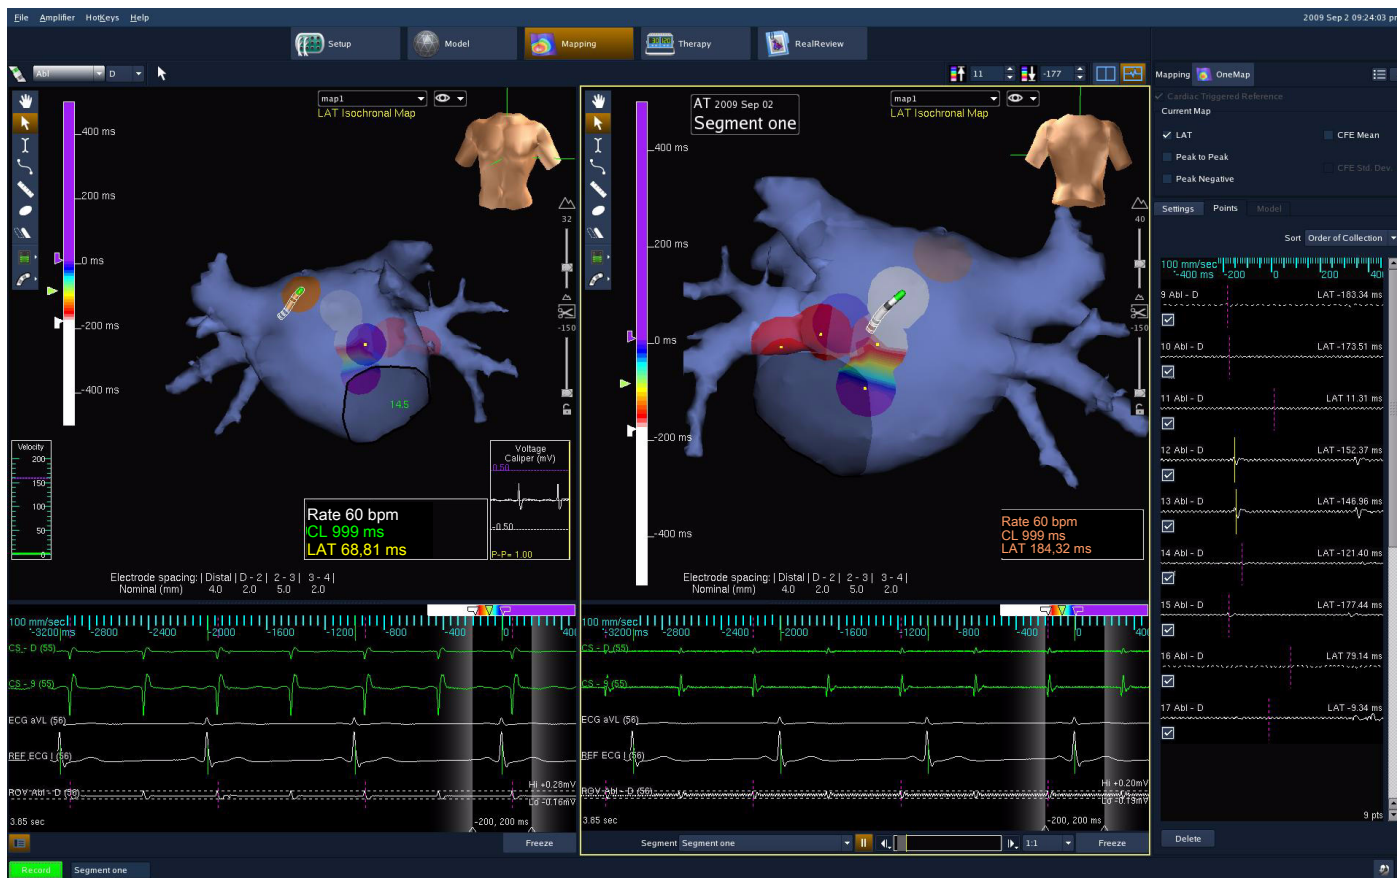 File Amplifier HotKeys Help
2009 Sep 2 09:24:03 pm
Setup Model Mapping Therapy RealReview
Abl D
11 -177
Mapping OneMap
Cardiac Triggered Reference
Current Map
LAT CFE Mean
Peak to Peak
CFE Std. Dev
Peak Negative
Settings Points Model
Sort Order of Collection
map1
LAT Isochronal Map
400 ms
200 ms
0 ms
-200 ms
-400 ms
32
-150
14.5
Velocity
200
150
100
50
0
Voltage
Caliper (mV)
0.50
-0.50
P-P= 1.00
Rate 60 bpm
CL 999 ms
LAT 68,81 ms
Electrode spacing: | Distal | D - 2 | 2 - 3 | 3 - 4 |
Nominal (mm) 4.0 2.0 5.0 2.0
AT 2009 Sep 02
Segment one
map1
LAT Isochronal Map
400 ms
200 ms
0 ms
-200 ms
-400 ms
40
-150
Rate 60 bpm
CL 999 ms
LAT 184,32 ms
Electrode spacing: | Distal | D - 2 | 2 - 3 | 3 - 4 |
Nominal (mm) 4.0 2.0 5.0 2.0
100 mm/sec
-400 ms -200 0 200 400
9 Abl - D LAT -183.34 ms
10 Abl - D LAT -173.51 ms
11 Abl - D LAT 11.31 ms
12 Abl - D LAT -152.37 ms
13 Abl - D LAT -146.96 ms
14 Abl - D LAT -121.40 ms
15 Abl - D LAT -177.44 ms
16 Abl - D LAT 79.14 ms
17 Abl - D LAT -9.34 ms
9 pts
Delete
100 mm/sec
-3200 ms -2800 -2400 -2000 -1600 -1200 -800 -400 0 400
CS - D (55)
CS - 9 (55)
ECG aVL (56)
REF ECG I (56)
ROV Abl - D (56)
Hi +0.28mV
Lo -0.16mV
3.85 sec
-200, 200 ms
Freeze
100 mm/sec
-3200 ms -2800 -2400 -2000 -1600 -1200 -800 -400 0 400
CS - D (55)
CS - 9 (55)
ECG aVL (56)
REF ECG I (56)
ROV Abl - D (56)
Hi +0.20mV
Lo -0.19mV
3.85 sec
-200, 200 ms
Segment Segment one 1:1 Freeze
Record Segment one